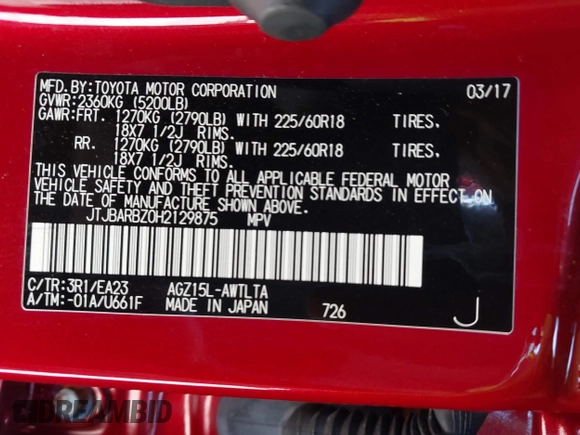 MFD.BY:TOYOTA MOTOR CORPORATION 03/17
GVWR:2360KG (5200LB)
GAWR:FRT. 1270KG (2790LB) WITH 225/60R18 TIRES.
18X7 1/2J RIMS.
RR. 1270KG (2790LB) WITH 225/60R18 TIRES.
18X7 1/2J RIMS.
THIS VEHICLE CONFORMS TO ALL APPLICABLE FEDERAL MOTOR
VEHICLE SAFETY AND THEFT PREVENTION STANDARDS IN EFFECT ON
THE DATE OF MANUFACTURE SHOWN ABOVE.
JTJBARBZ0H2129875 MPV
C/TR:3R1/EA23 AGZ15L-AWTLTA
A/TM:-01A/U661F MADE IN JAPAN 726 J
DREAMBID